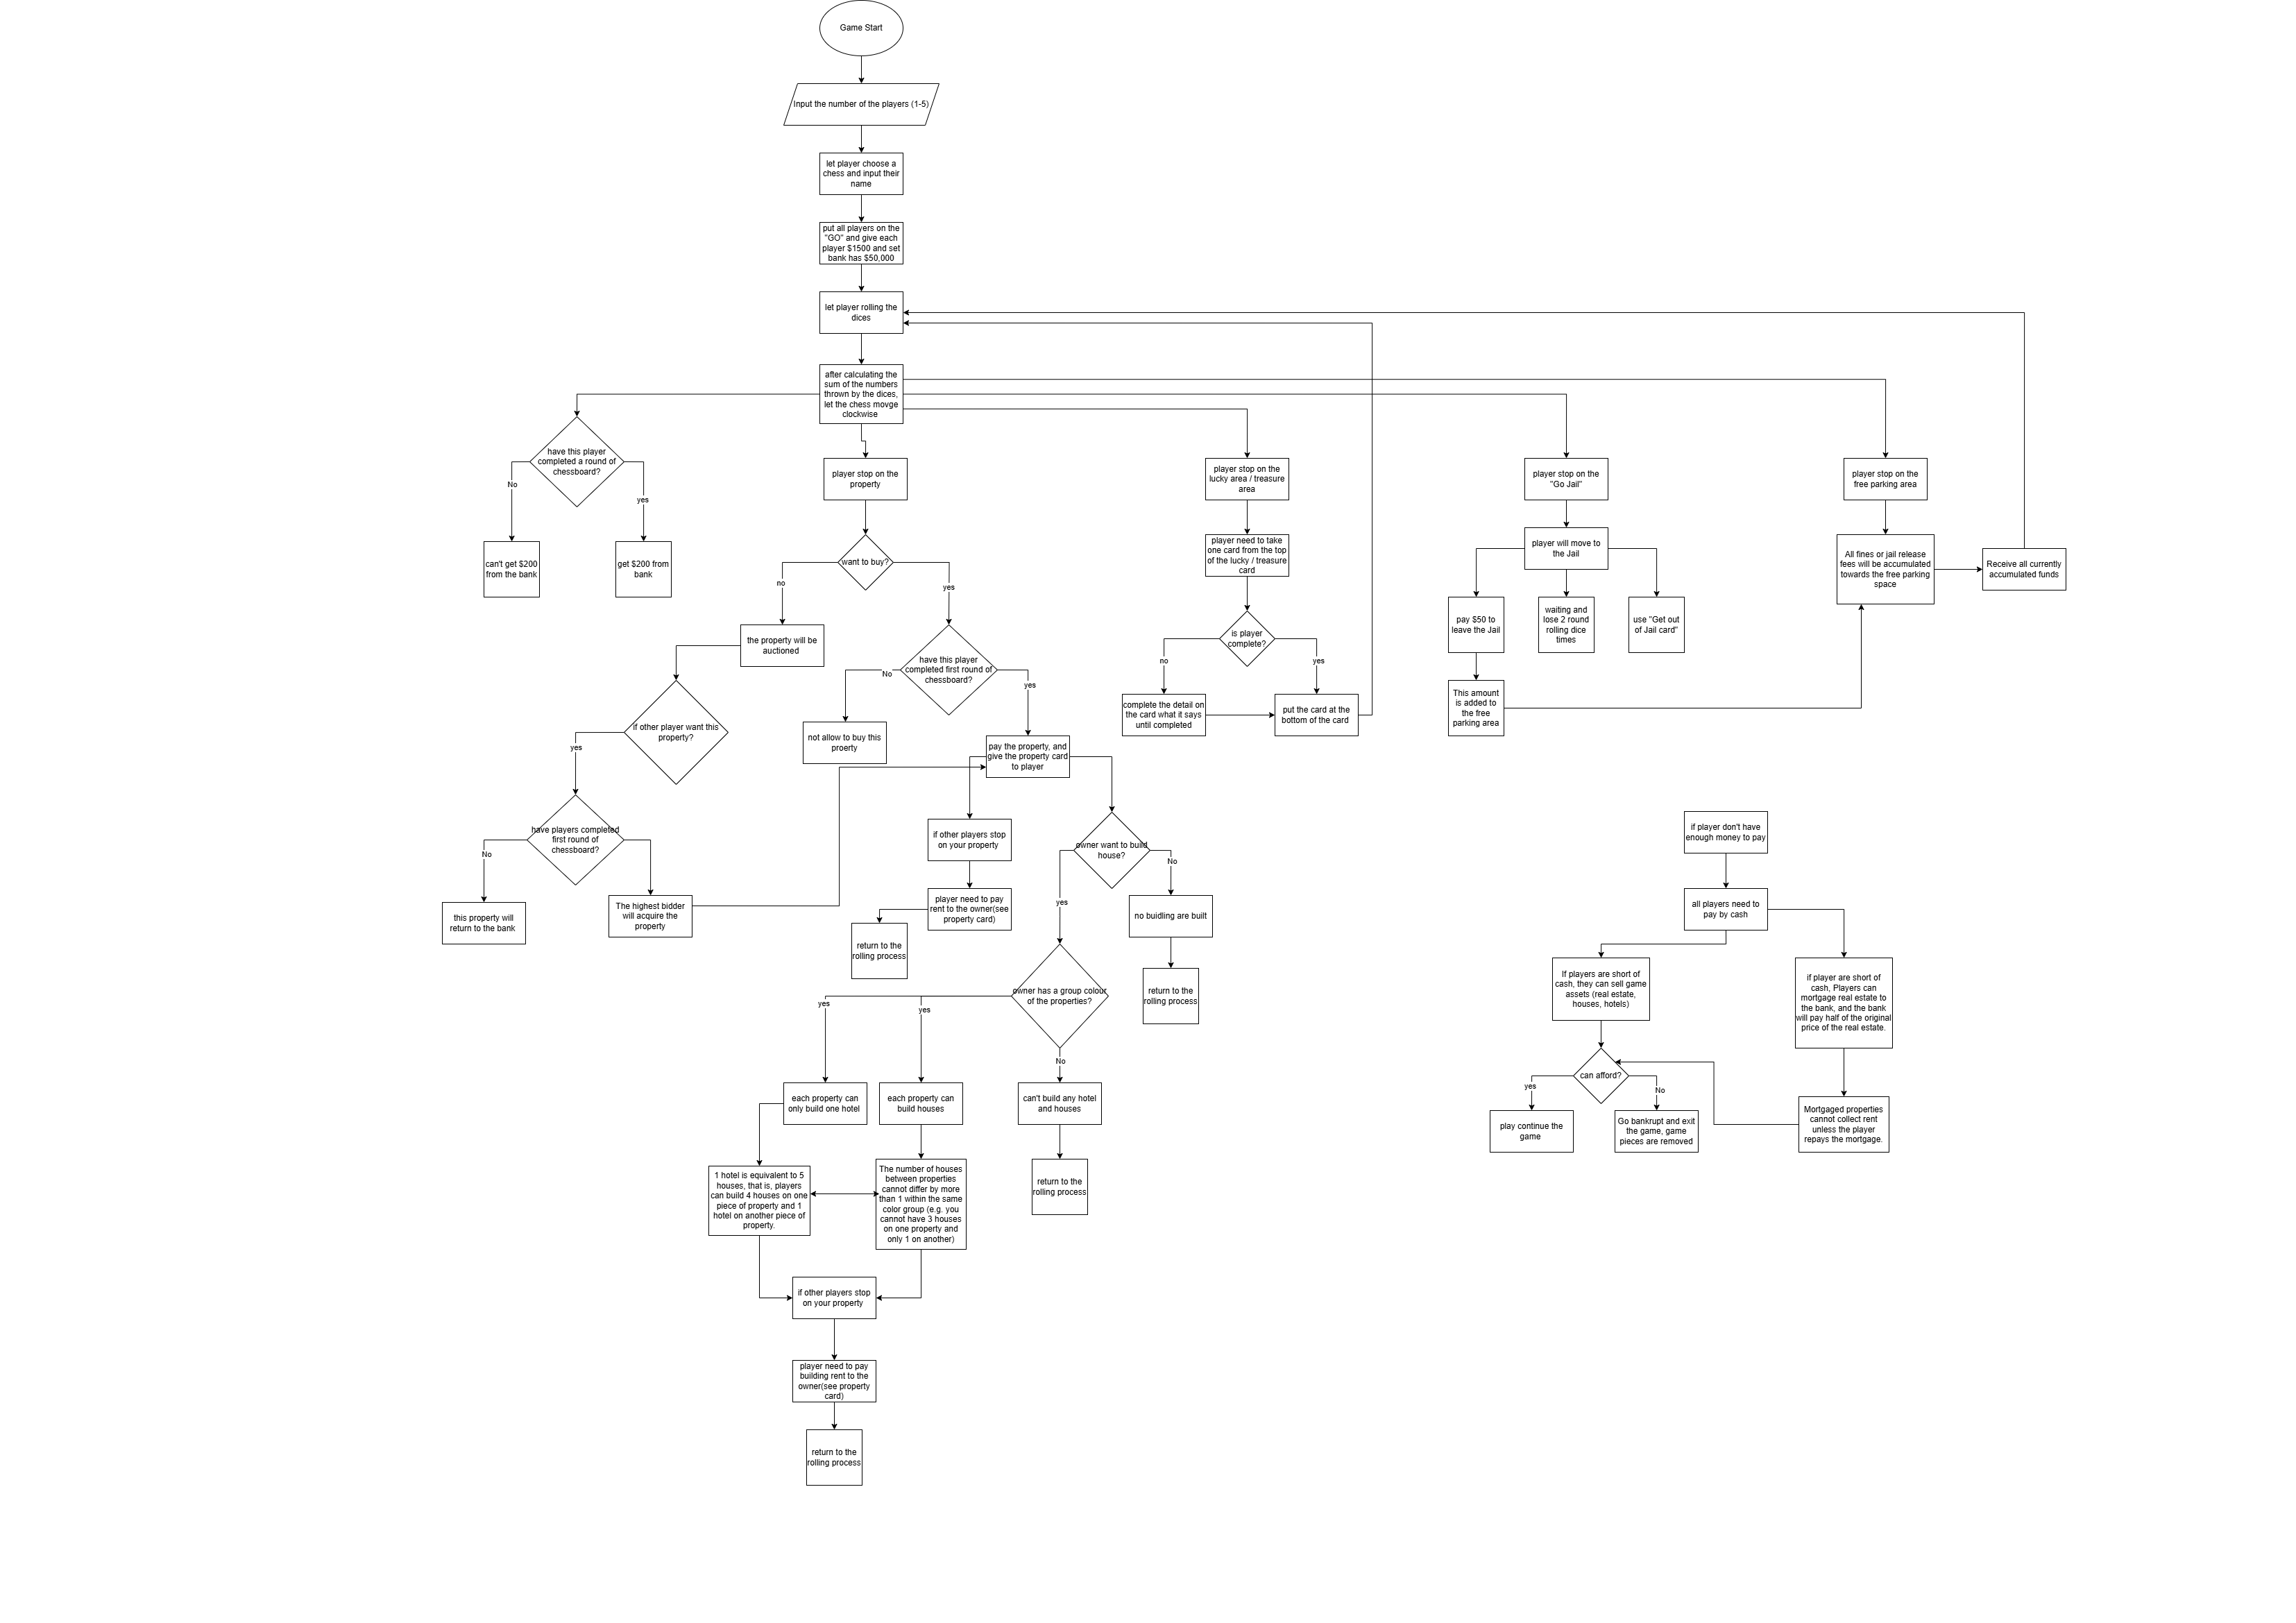 Game Start
Input the number of the players (1-5)
let player choose a
chess and input their
name
put all players on the
"GO" and give each
player $1500 and set
bank has $50,000
let player rolling the
dices
after calculating the
sum of the numbers
thrown by the dices,
let the chess movge
clockwise
have this player
completed a round of
chessboard?
No
yes
can't get $200
from the bank
get $200 from
bank
player stop on the
property
want to buy?
no
yes
the property will be
auctioned
if other player want this
property?
yes
have players completed
first round of
chessboard?
No
this property will
return to the bank
The highest bidder
will acquire the
property
have this player
completed first round of
chessboard?
No
yes
not allow to buy this
proerty
pay the property, and
give the property card
to player
if other players stop
on your property
player need to pay
rent to the owner(see
property card)
return to the
rolling process
owner want to build
house?
yes
No
no buidling are built
return to the
rolling process
owner has a group colour
of the properties?
yes
yes
No
each property can
only build one hotel
each property can
build houses
can't build any hotel
and houses
return to the
rolling process
1 hotel is equivalent to 5
houses, that is, players
can build 4 houses on one
piece of property and 1
hotel on another piece of
property.
The number of houses
between properties
cannot differ by more
than 1 within the same
color group (e.g. you
cannot have 3 houses
on one property and
only 1 on another)
if other players stop
on your property
player need to pay
building rent to the
owner(see property
card)
return to the
rolling process
player stop on the
lucky area / treasure
area
player need to take
one card from the top
of the lucky / treasure
card
is player
complete?
no
yes
complete the detail on
the card what it says
until completed
put the card at the
bottom of the card
player stop on the
"Go Jail"
player will move to
the Jail
pay $50 to
leave the Jail
waiting and
lose 2 round
rolling dice
times
use "Get out
of Jail card"
This amount
is added to
the free
parking area
player stop on the
free parking area
All fines or jail release
fees will be accumulated
towards the free parking
space
Receive all currently
accumulated funds
if player don't have
enough money to pay
all players need to
pay by cash
If players are short of
cash, they can sell game
assets (real estate,
houses, hotels)
if player are short of
cash, Players can
mortgage real estate to
the bank, and the bank
will pay half of the original
price of the real estate.
can afford?
yes
No
play continue the
game
Go bankrupt and exit
the game, game
pieces are removed
Mortgaged properties
cannot collect rent
unless the player
repays the mortgage.